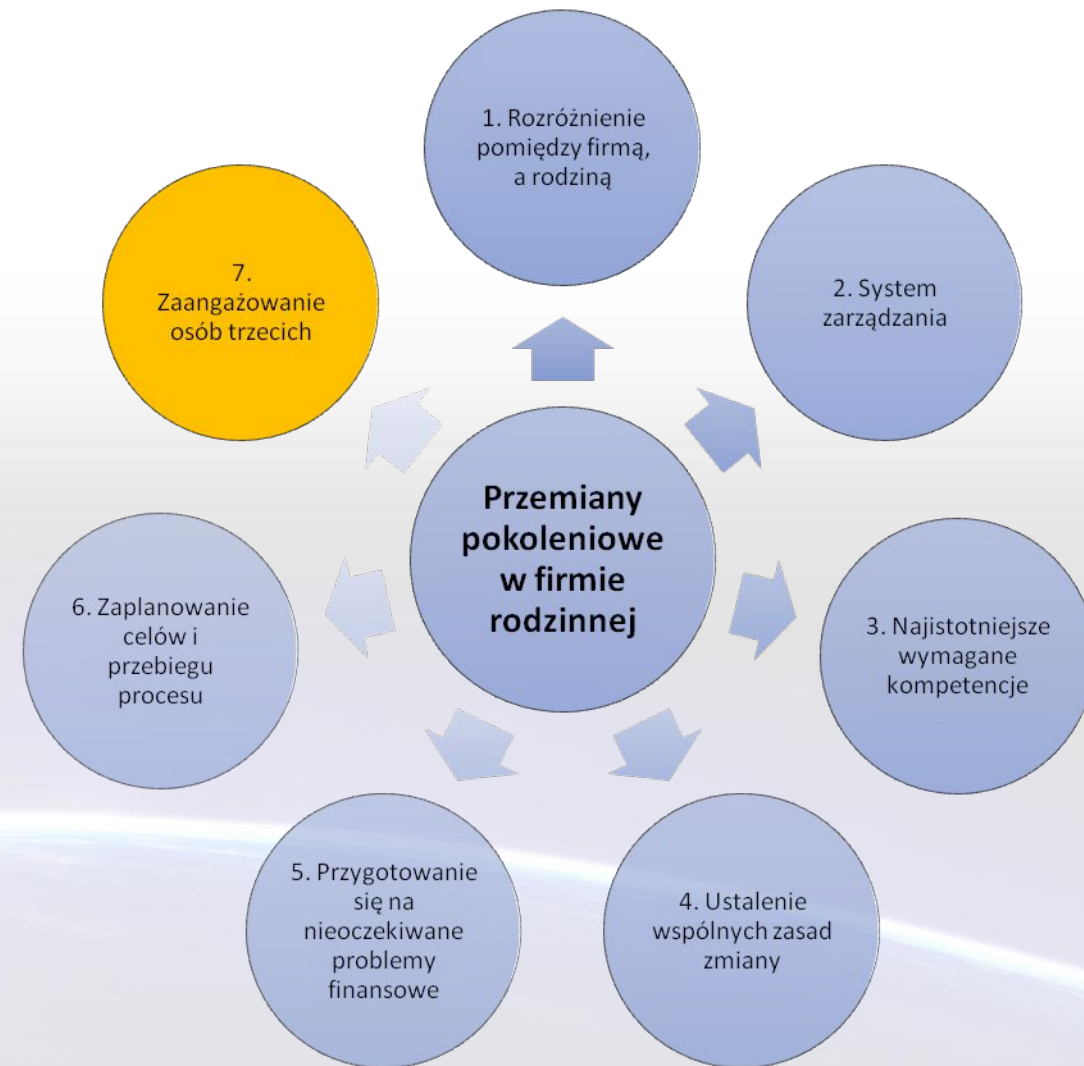 1. Rozróżnienie
pomiędzy firmą,
a rodziną
2. System
zarządzania
3. Najistotniejsze
wymagane
kompetencje
4. Ustalenie
wspólnych zasad
zmiany
5. Przygotowanie
się na
nieoczekiwane
problemy
finansowe
6. Zaplanowanie
celów i
przebiegu
procesu
7.
Zaangażowanie
osób trzecich
Przemiany
pokoleniowe
w firmie
rodzinnej